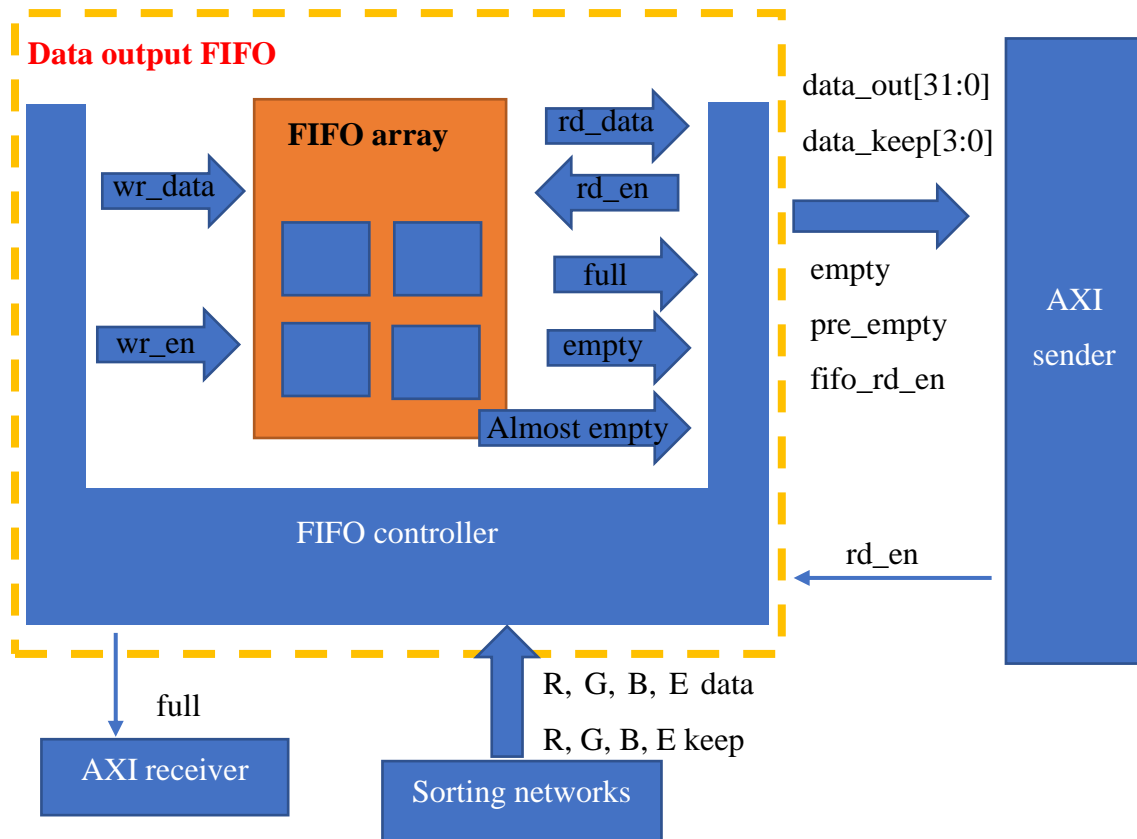 Data output FIFO
FIFO array
wr_data
wr_en
rd_data
rd_en
full
empty
Almost empty
FIFO controller
data_out[31:0]
data_keep[3:0]
empty
pre_empty
fifo_rd_en
AXI
sender
rd_en
full
AXI receiver
R, G, B, E data
R, G, B, E keep
Sorting networks